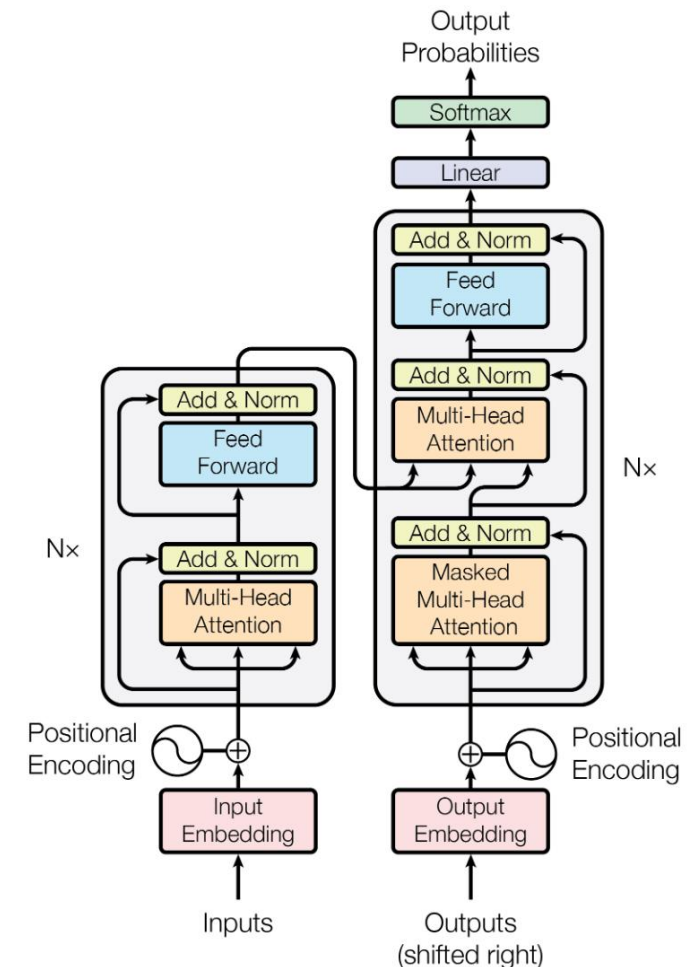 Output
Probabilities
Softmax
Linear
Add & Norm
Feed
Forward
Add & Norm
Multi-Head
Attention
Add & Norm
Masked
Multi-Head
Attention
Nx
Add & Norm
Feed
Forward
Add & Norm
Multi-Head
Attention
Nx
Positional
Encoding
Positional
Encoding
Input
Embedding
Output
Embedding
Inputs
Outputs
(shifted right)